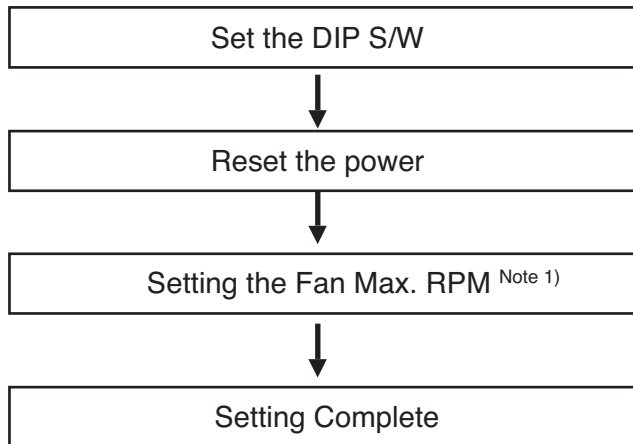 Set the DIP S/W
Reset the power
Setting the Fan Max. RPM Note 1)
Setting Complete